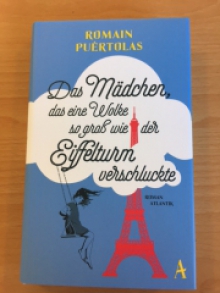 ROMAIN
PUÉRTOLAS
Das Mädchen,
das eine Wolke
so groß wie der
Eiffelturm
verschluckte
ROMAN
ATLANTIK
A